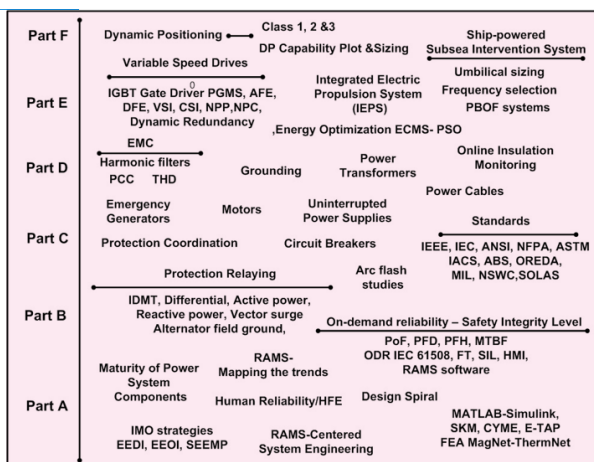 Part F
Dynamic Positioning
Class 1, 2 &3
DP Capability Plot &Sizing
Ship-powered
Subsea Intervention System
Part E
Variable Speed Drives
IGBT Gate Driver PGMS, AFE,
0
DFE, VSI, CSI, NPP,NPC,
Dynamic Redundancy
Integrated Electric
Propulsion System
(IEPS)
Umbilical sizing
Frequency selection
PBOF systems
,Energy Optimization ECMS- PSO
Part D
EMC
Harmonic filters
PCC THD
Grounding
Power
Transformers
Online Insulation
Monitoring
Power Cables
Part C
Emergency
Generators
Motors
Uninterrupted
Power Supplies
Protection Coordination
Circuit Breakers
Standards
IEEE, IEC, ANSI, NFPA, ASTM
IACS, ABS, OREDA,
MIL, NSWC,SOLAS
Part B
Protection Relaying
IDMT, Differential, Active power,
Reactive power, Vector surge
Alternator field ground,
Arc flash
studies
On-demand reliability – Safety Integrity Level
PoF, PFD, PFH, MTBF
ODR IEC 61508, FT, SIL, HMI,
RAMS software
Part A
Maturity of Power
System
Components
RAMS-
Mapping the trends
Human Reliability/HFE
Design Spiral
IMO strategies
EEDI, EEOI, SEEMP
RAMS-Centered
System Engineering
MATLAB-Simulink,
SKM, CYME, E-TAP
FEA MagNet-ThermNet